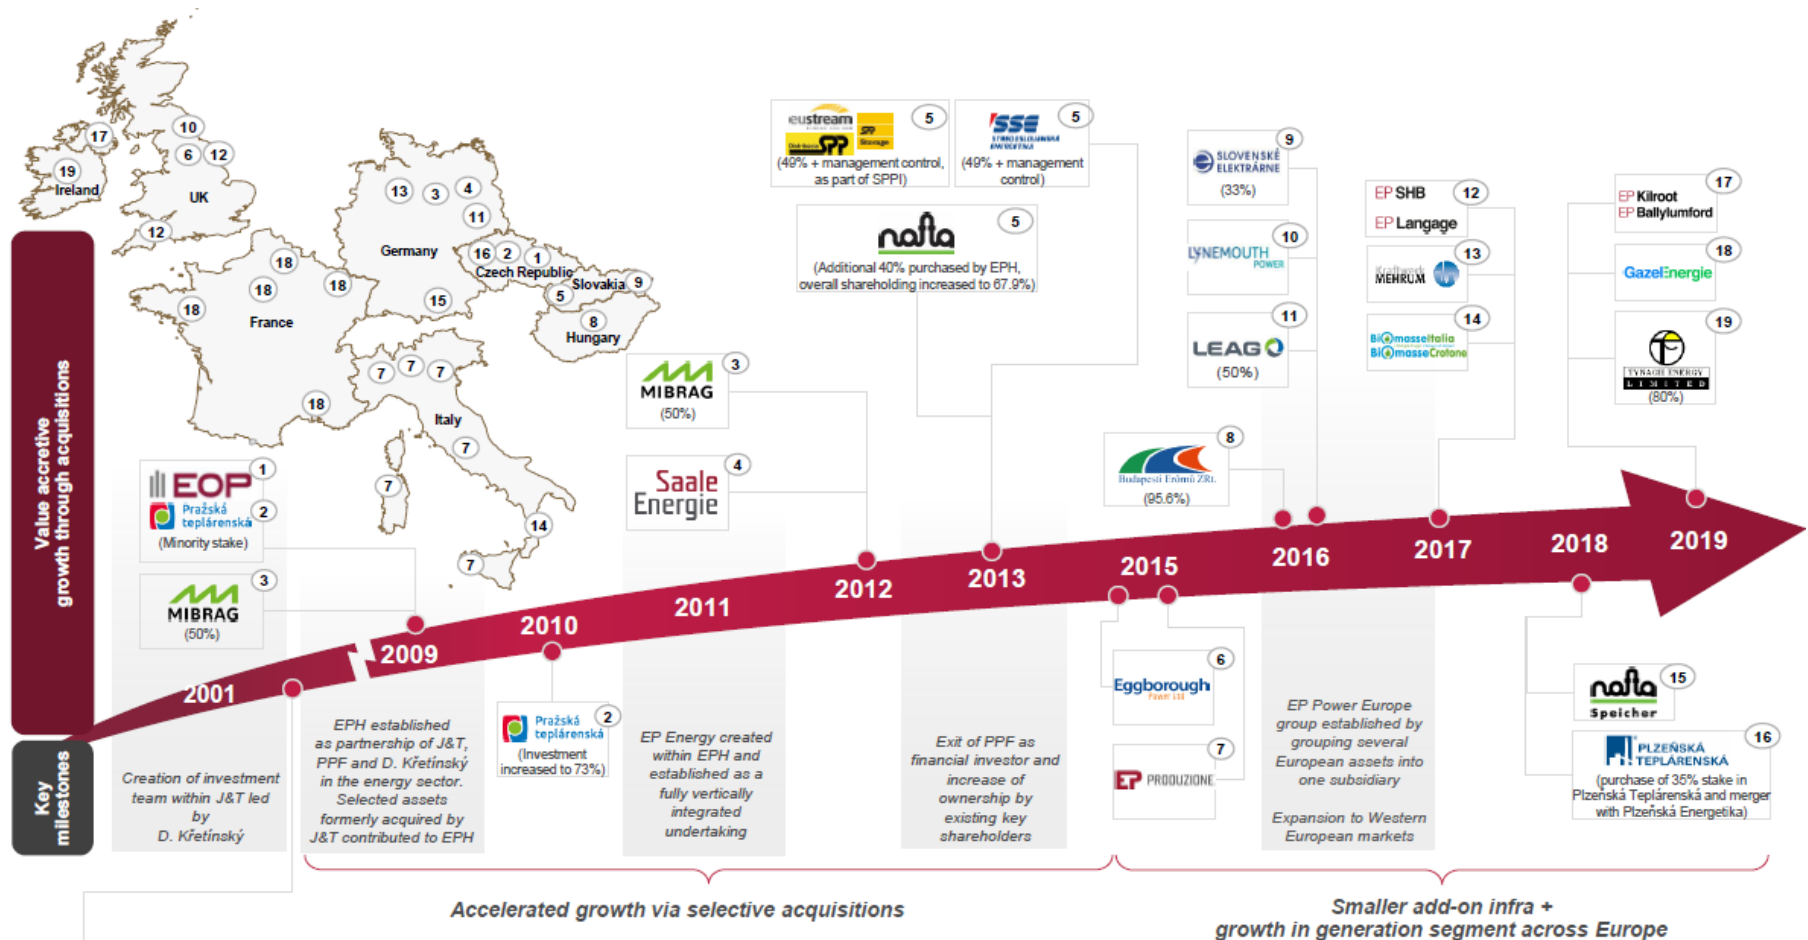 10
17
6
12
19
Ireland
UK
12
13
3
4
11
Germany
16
2
1
Czech Republic
Slovakia
9
5
15
8
Hungary
18
18
18
18
France
18
7
7
7
Italy
7
7
14
7
Value accretive
growth through acquisitions
Key
milestones
EOP
1
Pražská
teplárenská
2
(Minority stake)
MIBRAG
3
(50%)
MIBRAG
3
(50%)
Saale
Energie
4
eustream
SPP
Distribúcia
SPP
Storage
5
(49% + management control,
as part of SPPI)
SSE
STREDOSLOVENSKÁ
ENERGETIKA
5
(49% + management
control)
nafta
5
(Additional 40% purchased by EPH,
overall shareholding increased to 67.9%)
Budapesti Erőmű ZRt.
8
(95.6%)
SLOVENSKÉ
ELEKTRÁRNE
9
(33%)
LYNEMOUTH
POWER
10
LEAG
11
(50%)
EP SHB
EP Langage
12
Kraftwerk
MEHRUM
13
BiomasseItalia
BiomasseCrotone
14
EP Kilroot
EP Ballylumford
17
GazelEnergie
18
TYNAGH ENERGY
LIMITED
19
(80%)
2001
2009
2010
2011
2012
2013
2015
2016
2017
2018
2019
Pražská
teplárenská
2
(Investment
increased to 73%)
Eggborough
Power Ltd
6
EP PRODUZIONE
7
nafta
Speicher
15
PLZEŇSKÁ
TEPLÁRENSKÁ
16
(purchase of 35% stake in
Plzeňská Teplárenská and merger
with Plzeňská Energetika)
Creation of investment
team within J&T led
by
D. Křetínský
EPH established
as partnership of J&T,
PPF and D. Křetínský
in the energy sector.
Selected assets
formerly acquired by
J&T contributed to EPH
EP Energy created
within EPH and
established as a
fully vertically
integrated
undertaking
Exit of PPF as
financial investor and
increase of
ownership by
existing key
shareholders
EP Power Europe
group established by
grouping several
European assets into
one subsidiary
Expansion to Western
European markets
Accelerated growth via selective acquisitions
Smaller add-on infra +
growth in generation segment across Europe